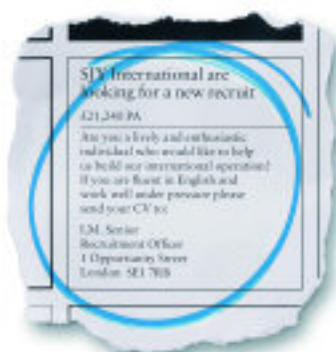 SJY International are
looking for a new recruit
£21,240 PA
Are you a lively and enthusiastic
individual who would like to help
us build our international operation?
If you are fluent in English and
work well under pressure please
send your CV to:
I.M. Senior
Recruitment Officer
1 Opportunity Street
London SE1